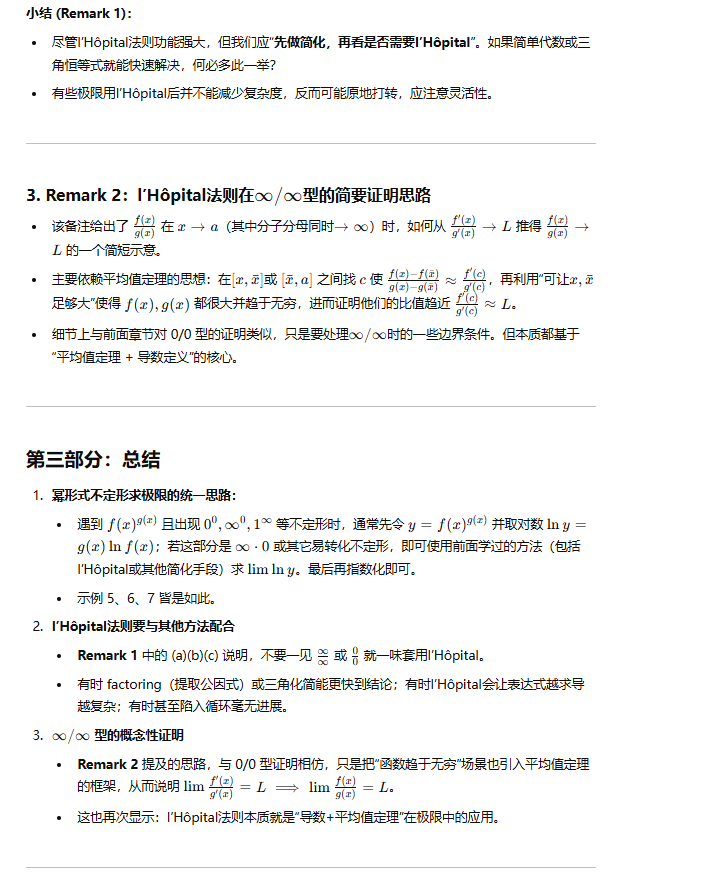 小结 (Remark 1)：
• 尽管l’Hôpital法则功能强大，但我们应“先做简化，再看是否需要l’Hôpital”。如果简单代数或三
角恒等式就能快速解决，何必多此一举？
• 有些极限用l’Hôpital后并不能减少复杂度，反而可能原地打转，应注意灵活性。
3. Remark 2：l’Hôpital法则在∞/∞型的简要证明思路
• 该备注给出了 f(x)/g(x) 在 x → a（其中分子分母同时→ ∞）时，如何从 f′(x)/g′(x) → L 推得 f(x)/g(x) →
L 的一个简短示意。
• 主要依赖平均值定理的思想：在[x, x̄]或 [x̄, a] 之间找 c 使 f(x)−f(x̄)/g(x)−g(x̄) ≈ f′(c)/g′(c)，再利用“可让x, x̄
足够大”使得 f(x), g(x) 都很大并趋于无穷，进而证明他们的比值趋近 f′(c)/g′(c) ≈ L。
• 细节上与前面章节对 0/0 型的证明类似，只是要处理∞/∞时的一些边界条件。但本质都基于
“平均值定理 + 导数定义”的核心。
第三部分：总结
1. 幂形式不定形求极限的统一思路：
• 遇到 f(x)^g(x) 且出现 0⁰, ∞⁰, 1^∞ 等不定形时，通常先令 y = f(x)^g(x) 并取对数 ln y =
g(x) ln f(x)；若这部分是 ∞ · 0 或其它易转化不定形，即可使用前面学过的方法（包括
l’Hôpital或其他简化手段）求 lim ln y。最后再指数化即可。
• 示例 5、6、7 皆是如此。
2. l’Hôpital法则要与其他方法配合
• Remark 1 中的 (a)(b)(c) 说明，不要一见 ∞/∞ 或 0/0 就一味套用l’Hôpital。
• 有时 factoring（提取公因式）或三角化简能更快到结论；有时l’Hôpital会让表达式越求导
越复杂；有时甚至陷入循环毫无进展。
3. ∞/∞ 型的概念性证明
• Remark 2 提及的思路，与 0/0 型证明相仿，只是把“函数趋于无穷”场景也引入平均值定理
的框架，从而说明 lim f′(x)/g′(x) = L ⟹ lim f(x)/g(x) = L。
• 这也再次显示：l’Hôpital法则本质就是“导数+平均值定理”在极限中的应用。